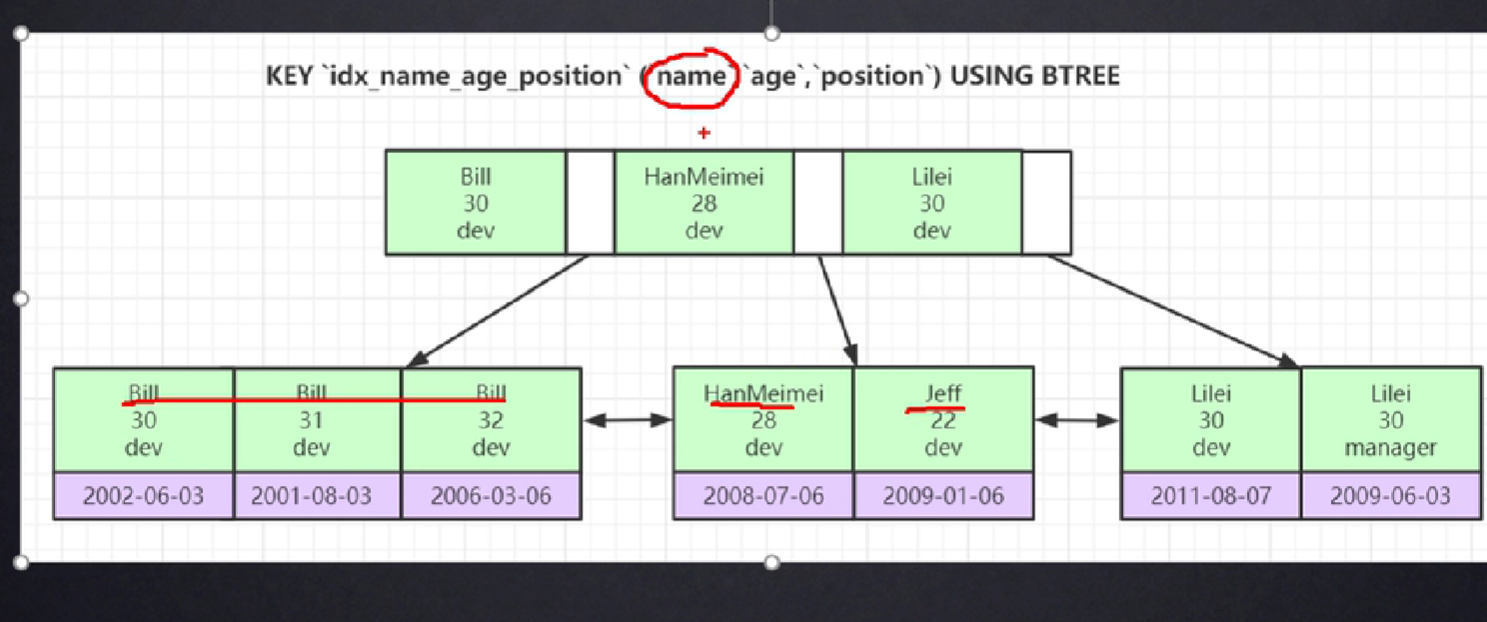 KEY `idx_name_age_position` (`name` `age`,`position`) USING BTREE
Bill
30
dev
HanMeimei
28
dev
Lilei
30
dev
Bill
30
dev
2002-06-03
Bill
31
dev
2001-08-03
Bill
32
dev
2006-03-06
HanMeimei
28
dev
2008-07-06
Jeff
22
dev
2009-01-06
Lilei
30
dev
2011-08-07
Lilei
30
manager
2009-06-03